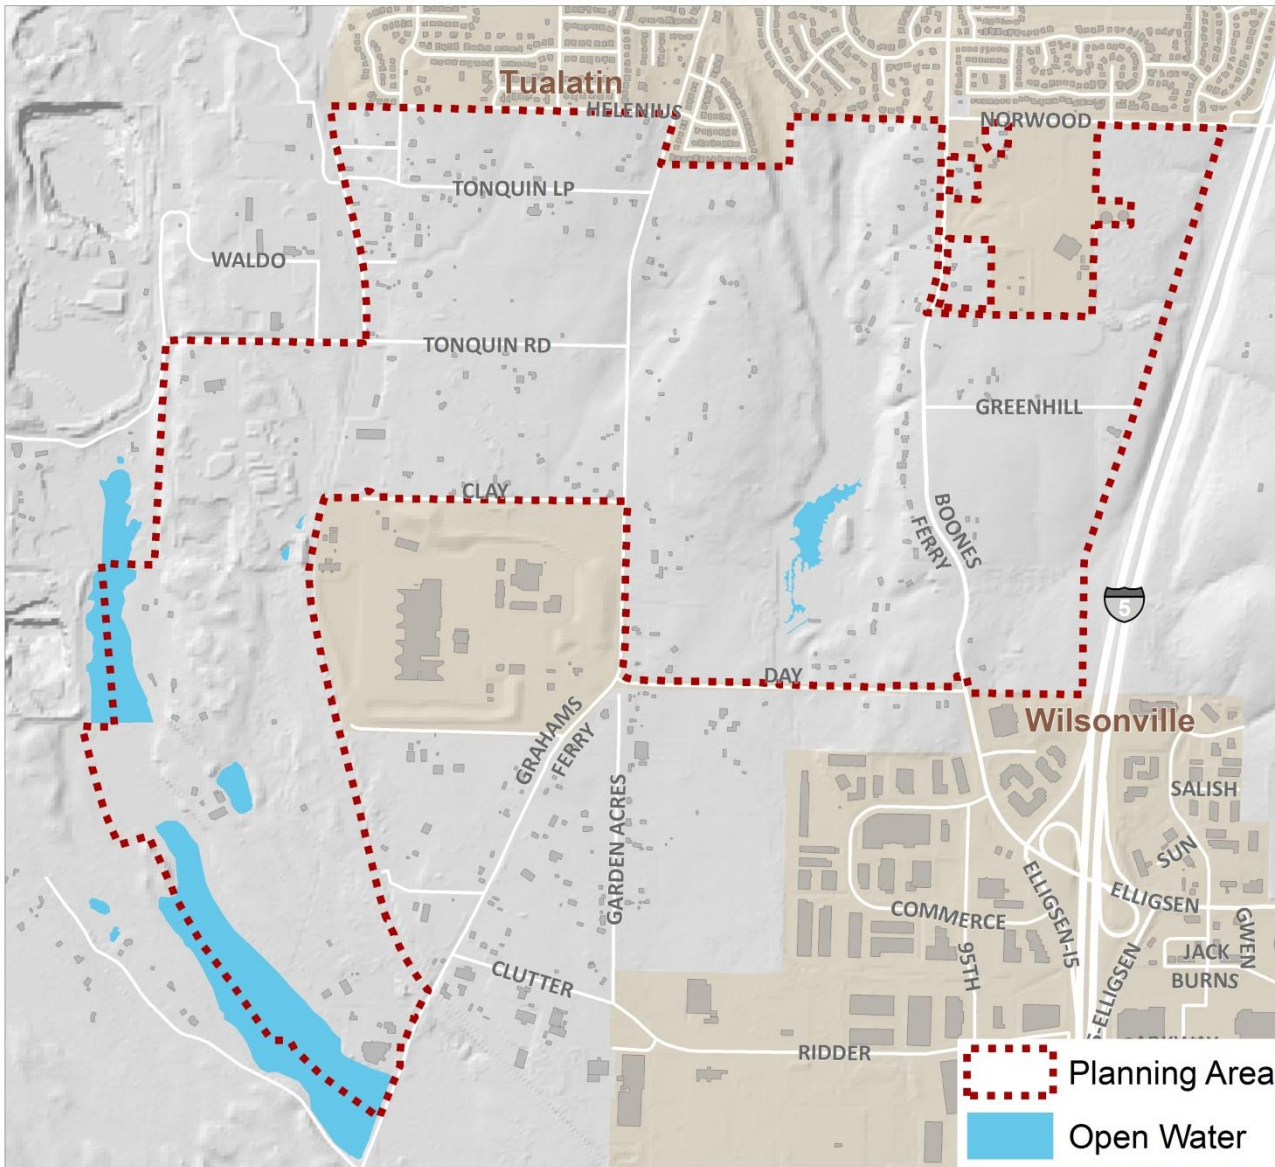 Tualatin
HELENIUS
NORWOOD
TONQUIN LP
WALDO
TONQUIN RD
GREENHILL
CLAY
BOONES
FERRY
5
DAY
Wilsonville
GRAHAMS
FERRY
GARDEN ACRES
SALISH
SUN
ELLIGSEN
COMMERCE
ELLIGSEN-I5
GWEN
95TH
JACK
BURNS
CLUTTER
RIDDER
-ELLIGSEN
Planning Area
Open Water